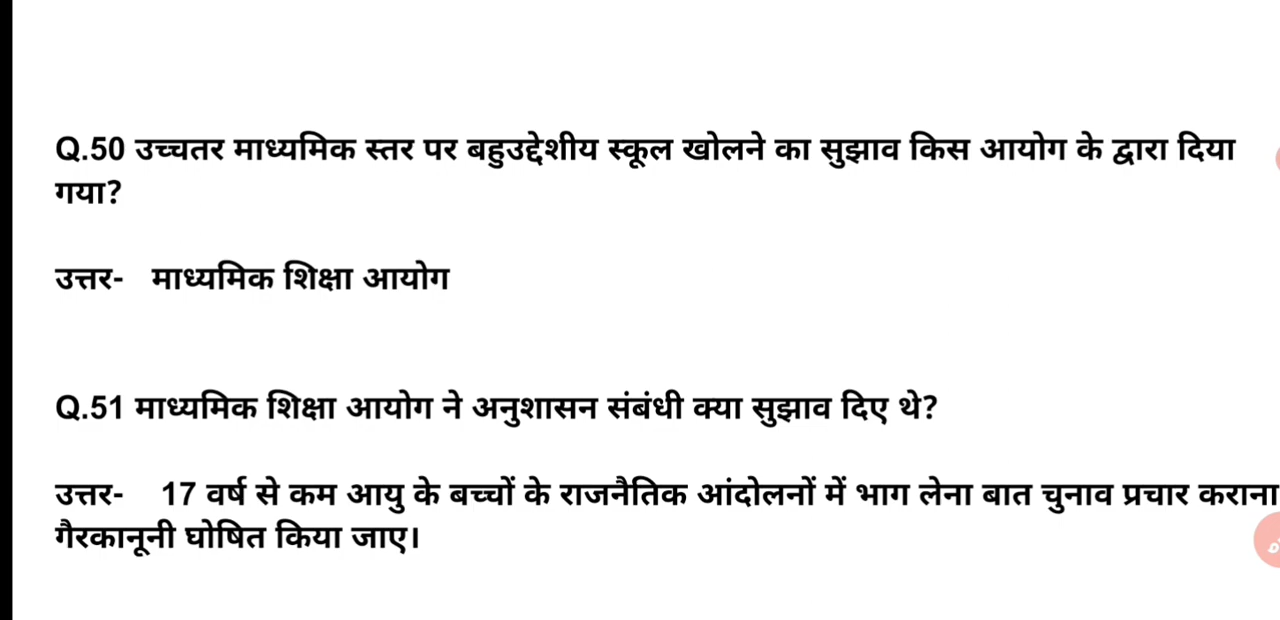 Q.50 उच्चतर माध्यमिक स्तर पर बहुउद्देशीय स्कूल खोलने का सुझाव किस आयोग के द्वारा दिया
गया?
उत्तर- माध्यमिक शिक्षा आयोग
Q.51 माध्यमिक शिक्षा आयोग ने अनुशासन संबंधी क्या सुझाव दिए थे?
उत्तर- 17 वर्ष से कम आयु के बच्चों के राजनैतिक आंदोलनों में भाग लेना बात चुनाव प्रचार कराना
गैरकानूनी घोषित किया जाए।